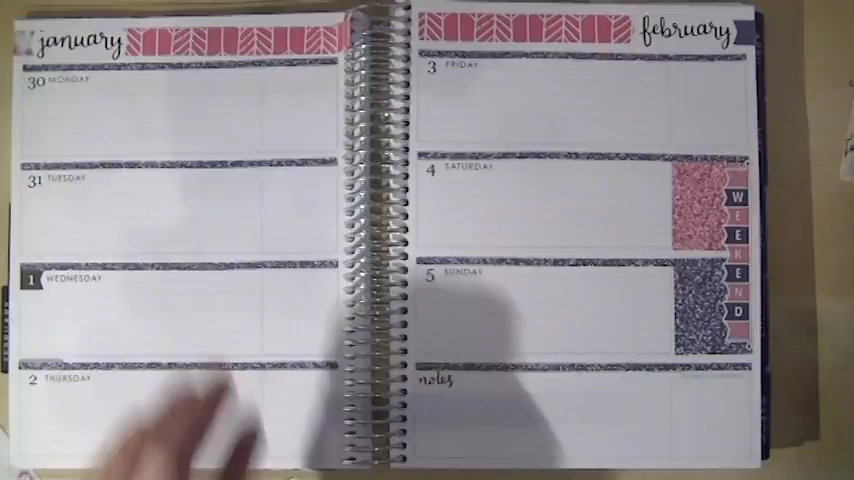 january
30 MONDAY
31 TUESDAY
1 WEDNESDAY
2 THURSDAY
february
3 FRIDAY
4 SATURDAY
5 SUNDAY
WEEKEND
notes